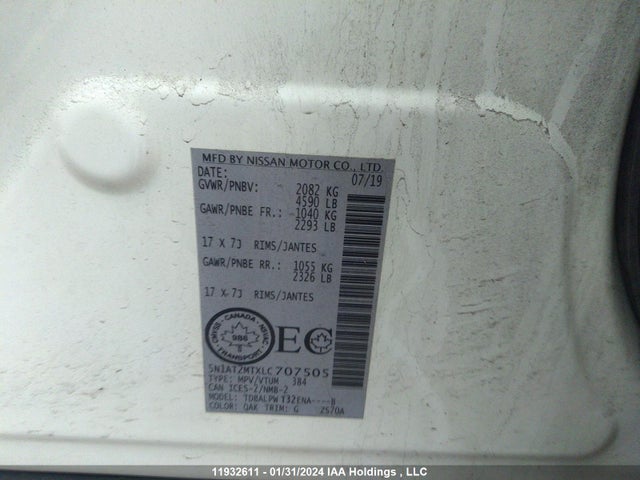 MFD BY NISSAN MOTOR CO., LTD.
DATE: 07/19
GVWR/PNBV: 2082 KG
4590 LB
GAWR/PNBE FR.: 1040 KG
2293 LB
17 X 7J RIMS/JANTES
GAWR/PNBE RR.: 1055 KG
2326 LB
17 X 7J RIMS/JANTES
CANADA
986
TRANSPORT
EC
5N1AT2MTXLC707505
TYPE: MPV/VTUM 384
CAN ICES-2/NMB-2
MODEL: TDBALPW132ENA----B
COLOR: QAK TRIM: G 2570A
11932611 - 01/31/2024 IAA Holdings , LLC